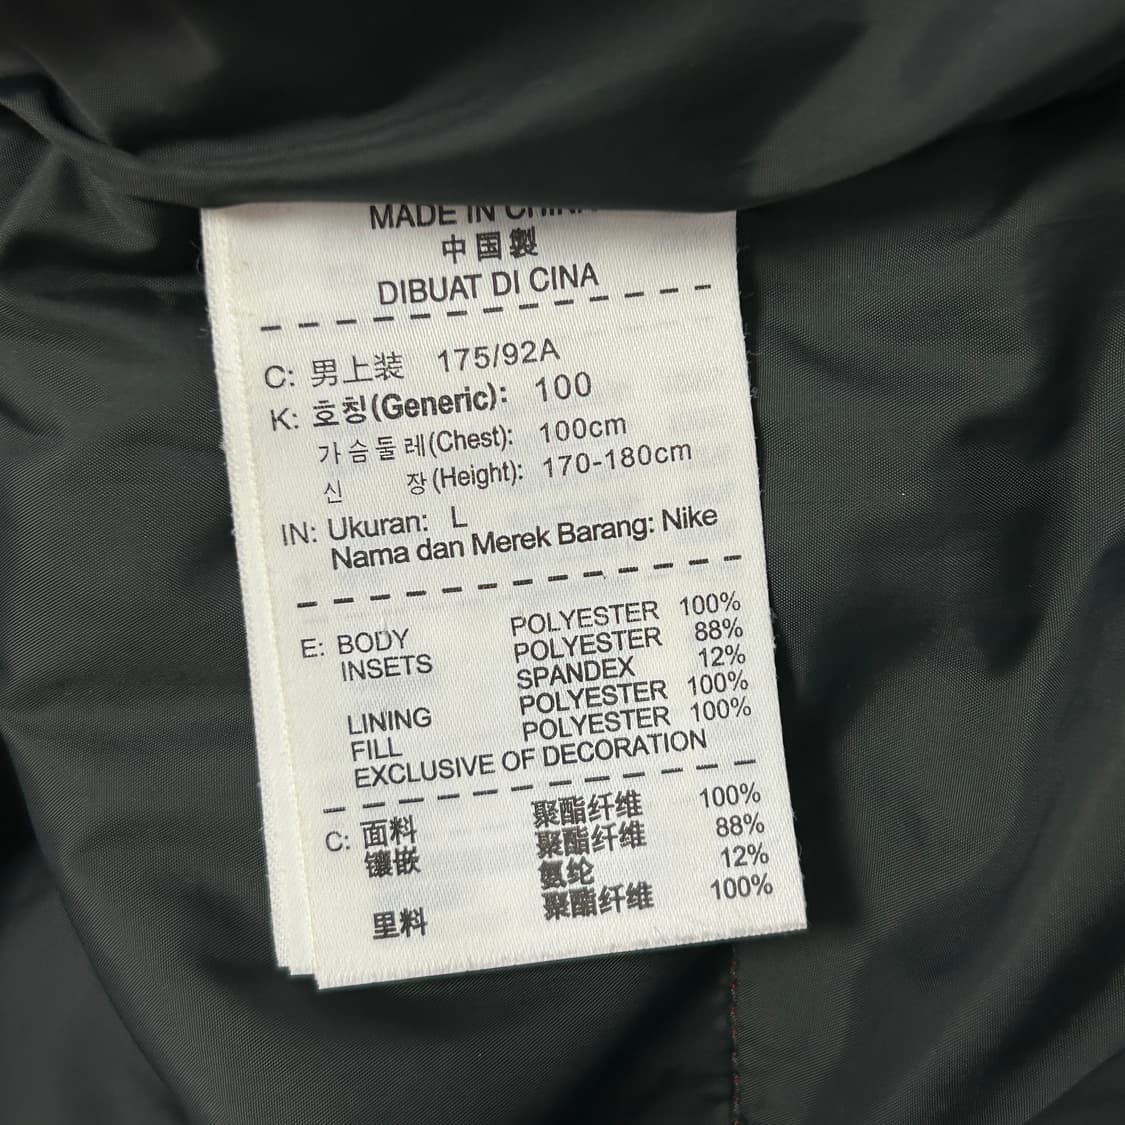 MADE IN CHINA
中国製
DIBUAT DI CINA
C: 男上装 175/92A
K: 호칭(Generic): 100
가슴둘레(Chest): 100cm
신 장(Height): 170-180cm
IN: Ukuran: L
Nama dan Merek Barang: Nike
E: BODY POLYESTER 100%
INSETS POLYESTER 88%
SPANDEX 12%
LINING POLYESTER 100%
FILL POLYESTER 100%
EXCLUSIVE OF DECORATION
C: 面料 聚酯纤维 100%
镶嵌 聚酯纤维 88%
氨纶 12%
里料 聚酯纤维 100%